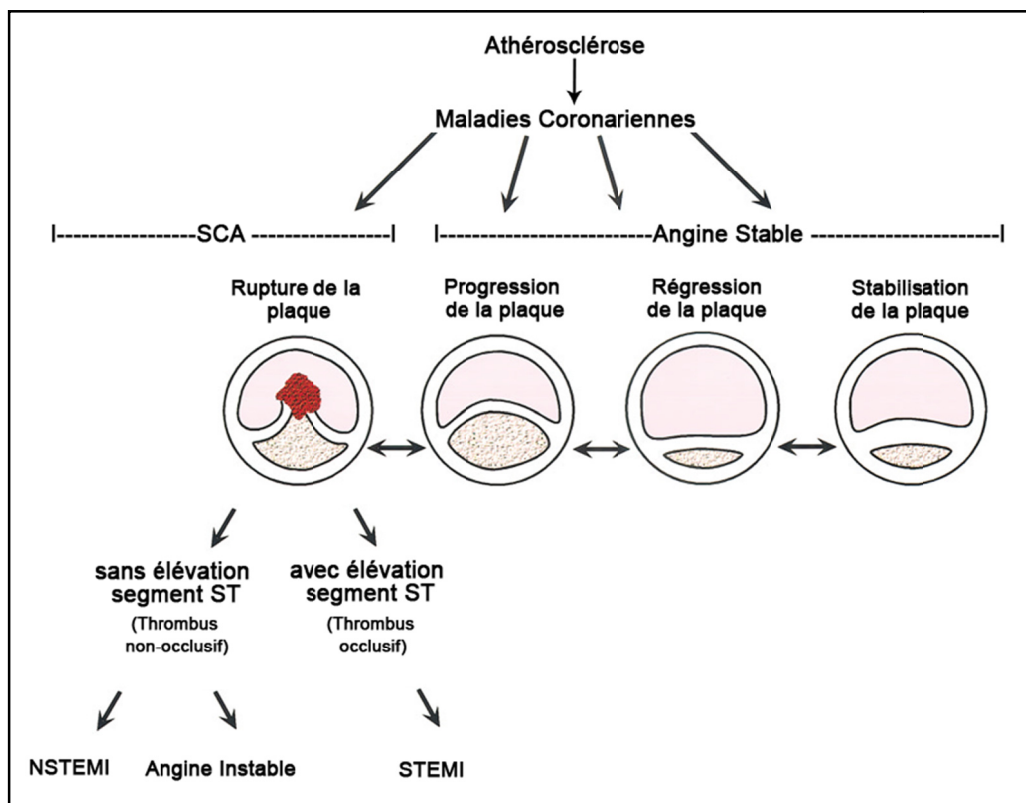 Athérosclérose
Maladies Coronariennes
I-----------------SCA -----------------I
I--------------------------Angine Stable -----------------------I
Rupture de la
plaque
Progression
de la plaque
Régression
de la plaque
Stabilisation
de la plaque
sans élévation
segment ST
(Thrombus
non-occlusif)
avec élévation
segment ST
(Thrombus
occlusif)
NSTEMI
Angine Instable
STEMI